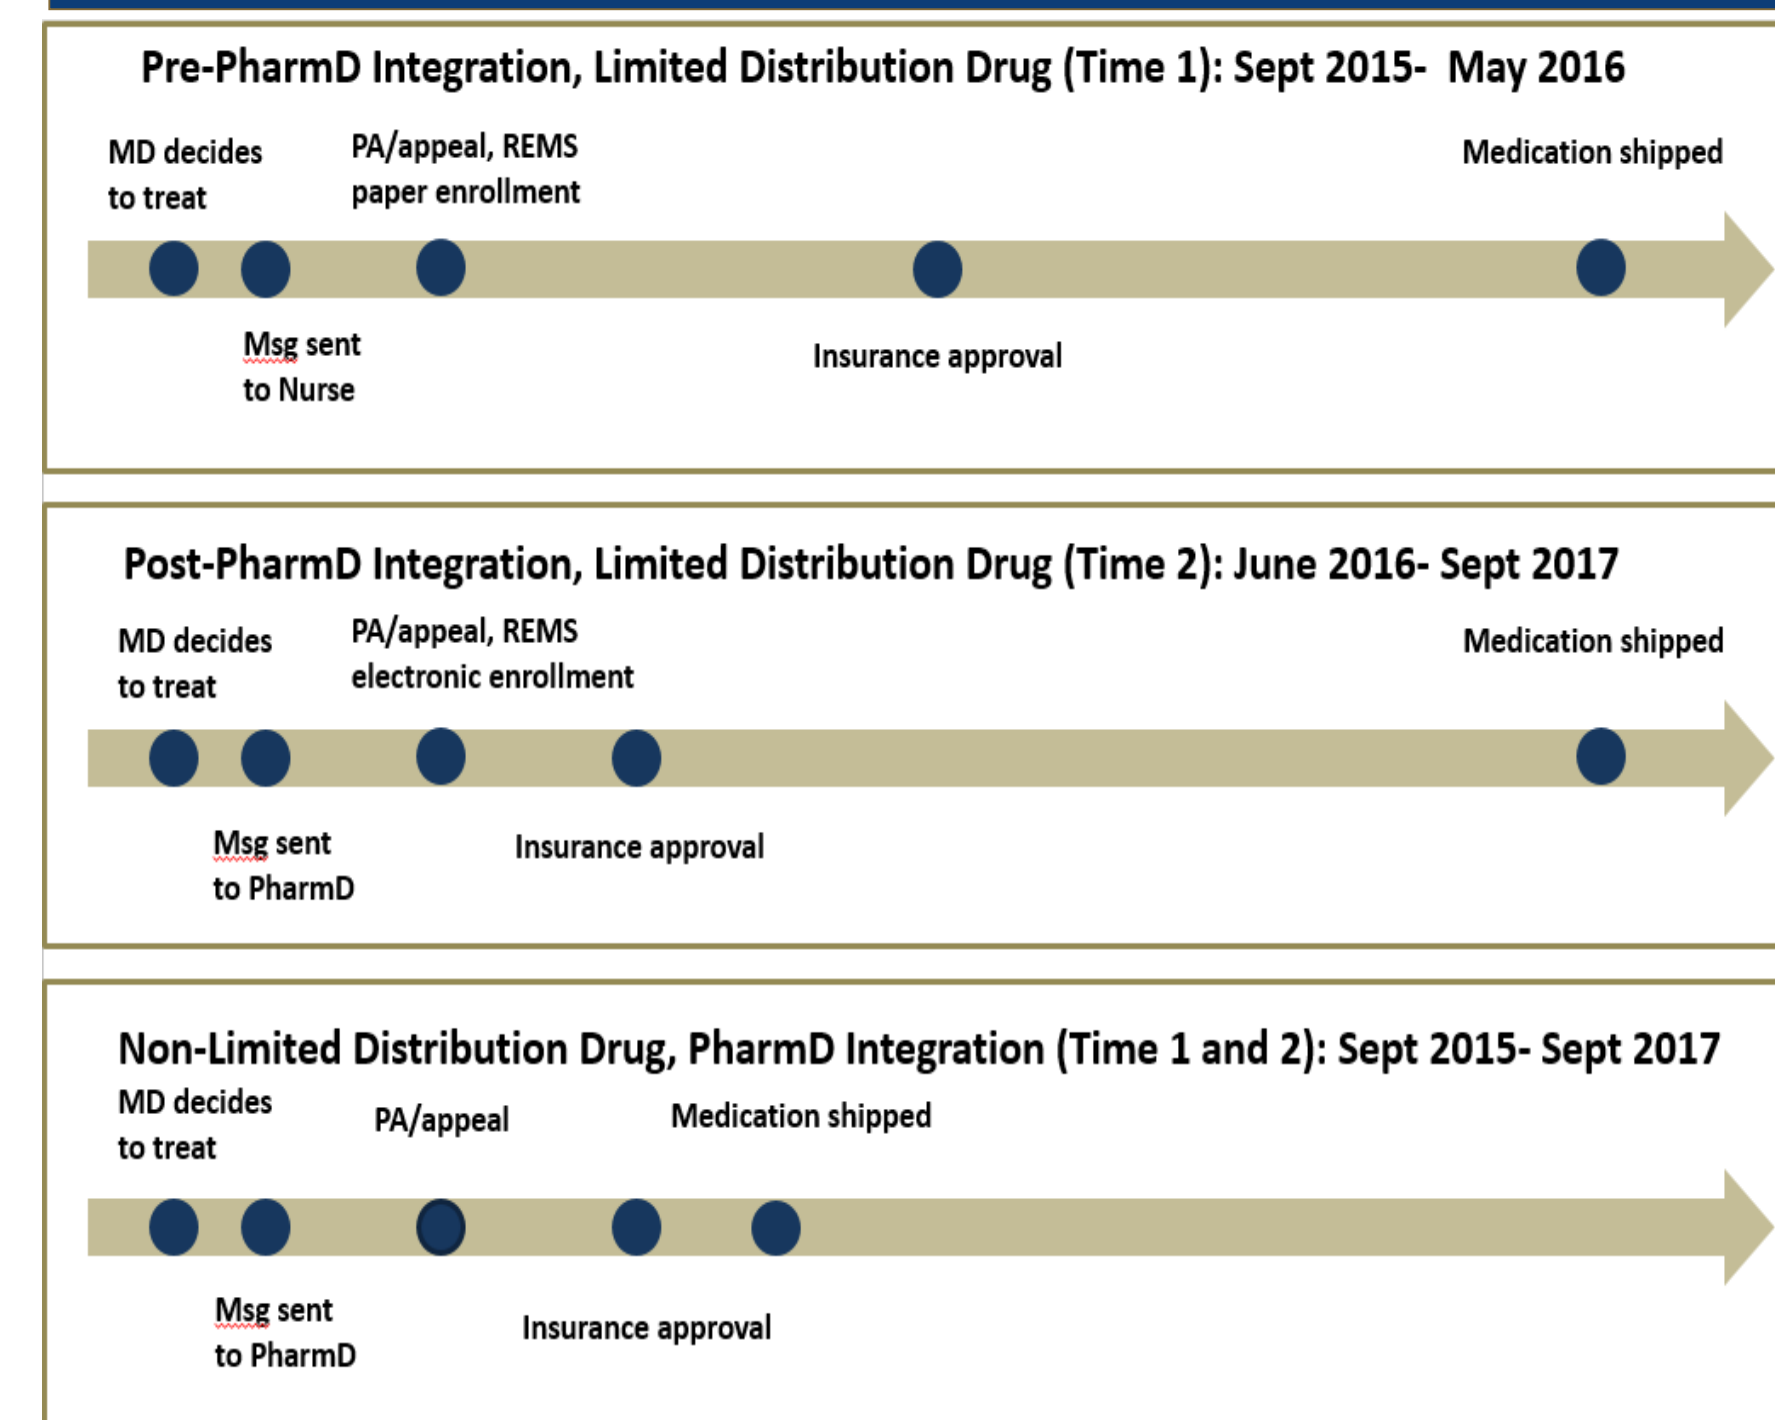 Pre-PharmD Integration, Limited Distribution Drug (Time 1): Sept 2015-  May 2016
MD decides
to treat
PA/appeal, REMS
paper enrollment
Medication shipped
Msg sent
to Nurse
Insurance approval
Post-PharmD Integration, Limited Distribution Drug (Time 2): June 2016- Sept 2017
MD decides
to treat
PA/appeal, REMS
electronic enrollment
Medication shipped
Msg sent
to PharmD
Insurance approval
Non-Limited Distribution Drug, PharmD Integration (Time 1 and 2): Sept 2015- Sept 2017
MD decides
to treat
PA/appeal
Medication shipped
Msg sent
to PharmD
Insurance approval